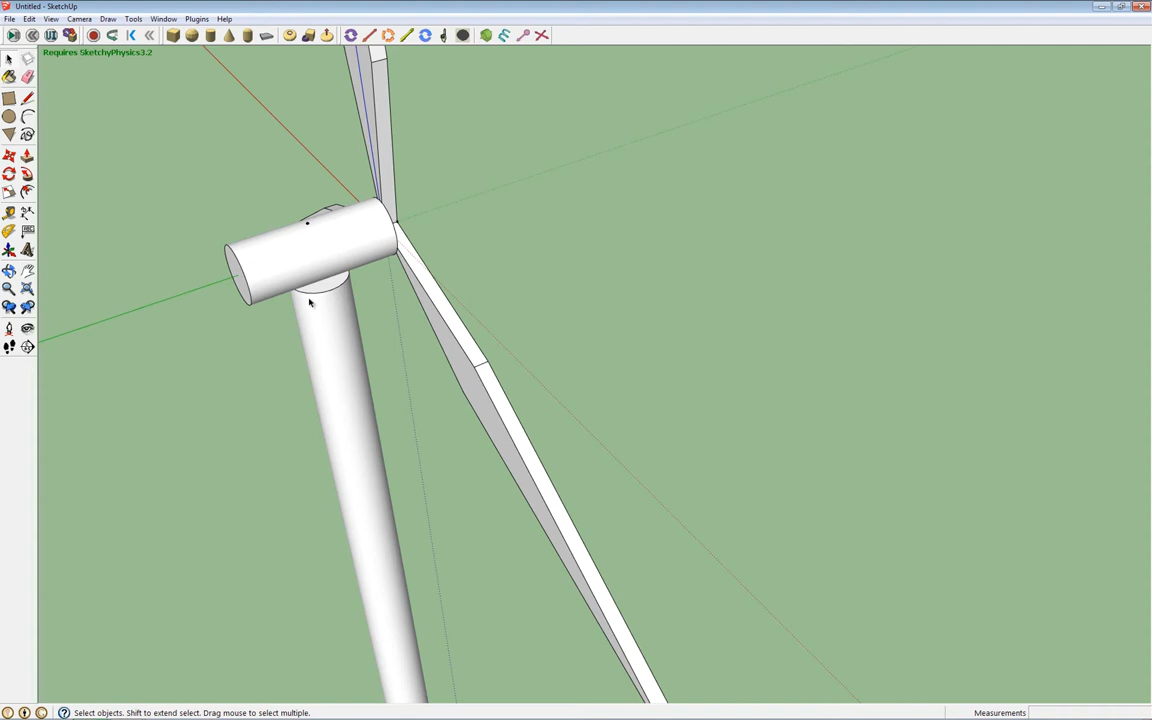 Untitled - SketchUp
File Edit View Camera Draw Tools Window Plugins Help
Requires SketchyPhysics3.2
Select objects. Shift to extend select. Drag mouse to select multiple.
Measurements